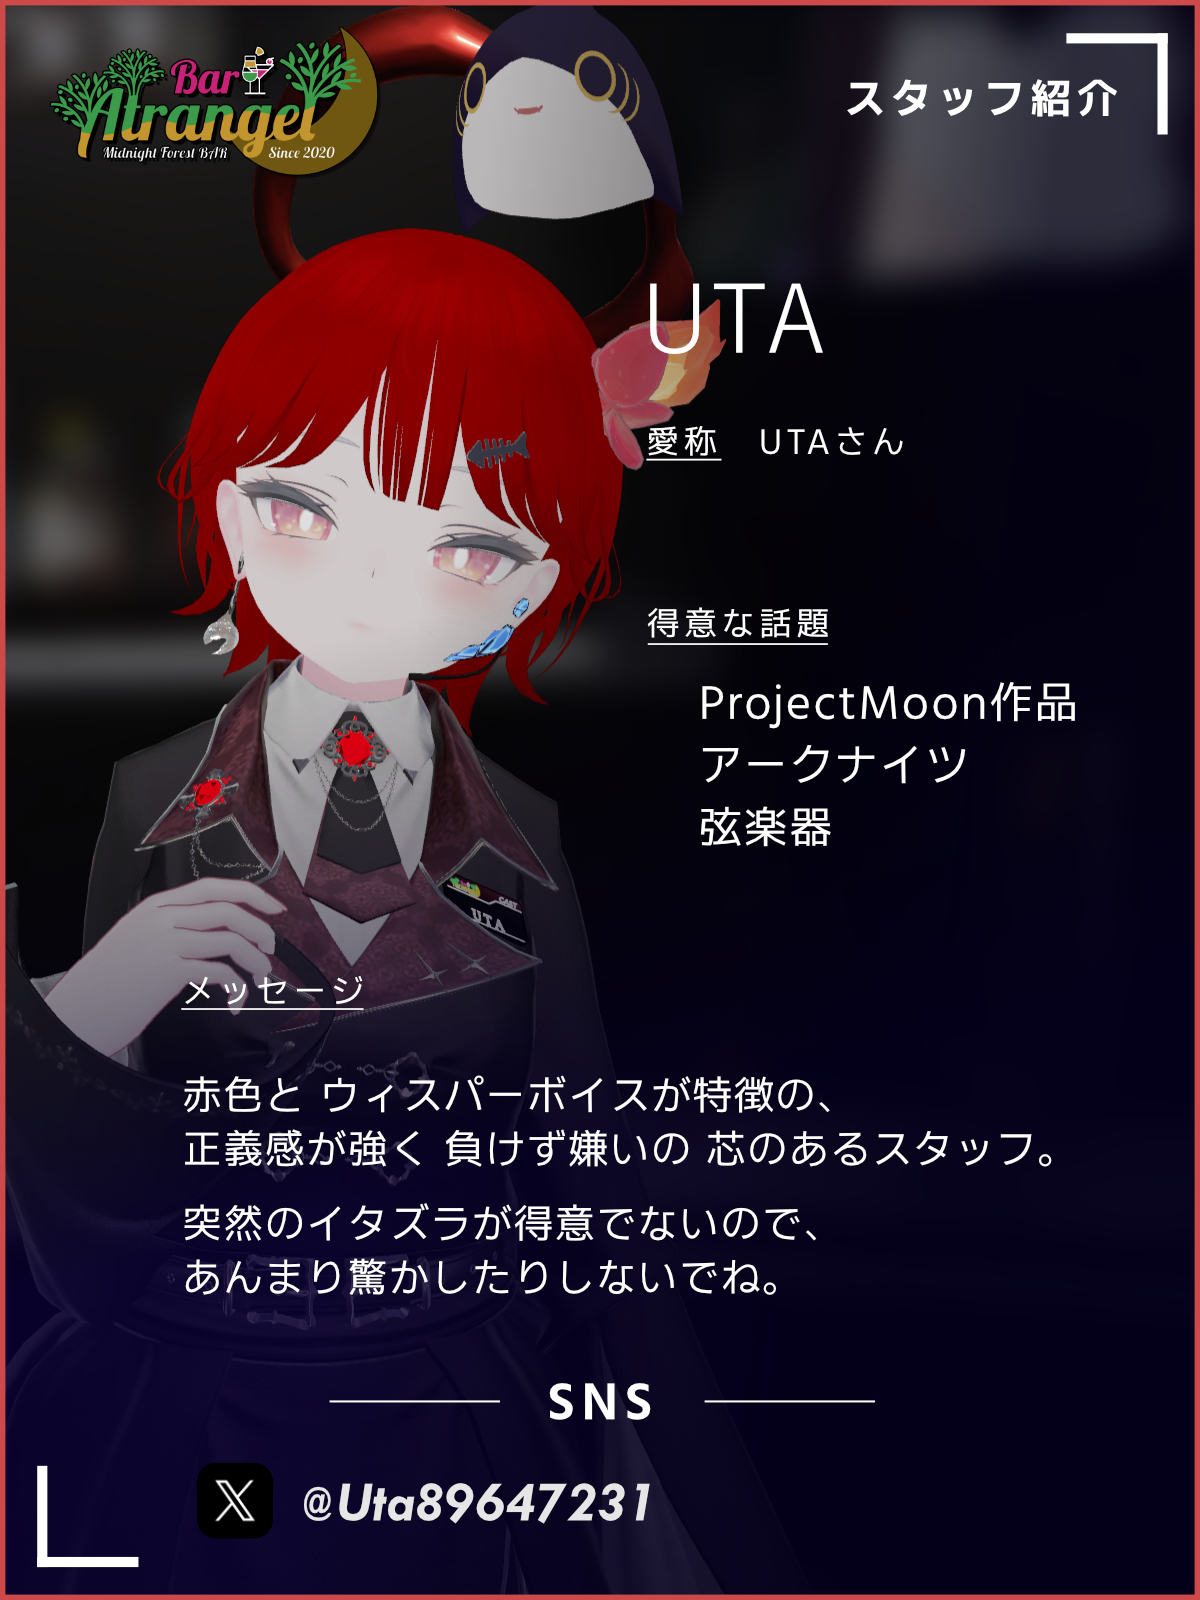 Bar
Atrangel
Midnight Forest BAR Since 2020
スタッフ紹介
UTA
愛称 UTAさん
得意な話題
ProjectMoon作品
アークナイツ
弦楽器
CAST
UTA
メッセージ
赤色と ウィスパーボイスが特徴の、
正義感が強く 負けず嫌いの 芯のあるスタッフ。
突然のイタズラが得意でないので、
あんまり驚かしたりしないでね。
SNS
@Uta89647231